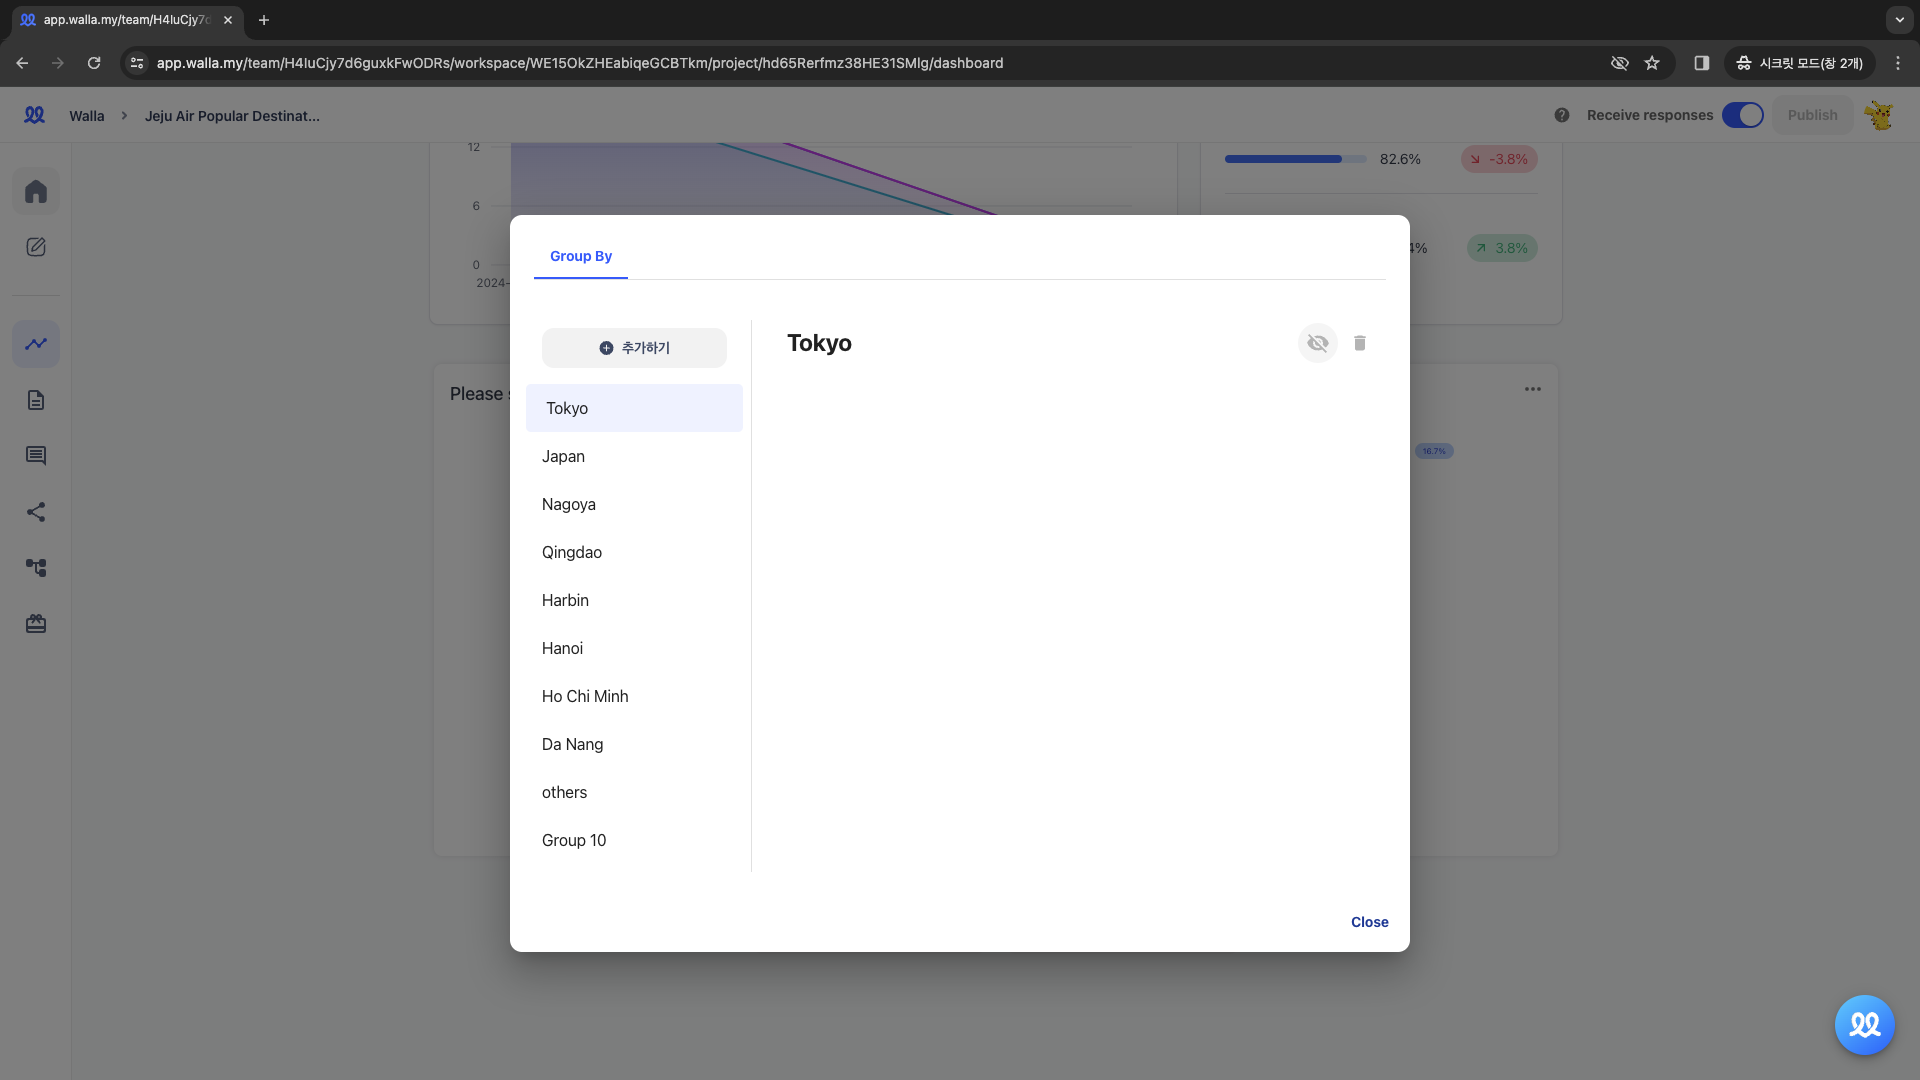 app.walla.my/team/H4IuCjy7d
app.walla.my/team/H4IuCjy7d6guxkFwODRs/workspace/WE15OkZHEabiqeGCBTkm/project/hd65Rerfmz38HE31SMlg/dashboard
시크릿 모드(창 2개)
Walla
Jeju Air Popular Destinat...
Receive responses
Publish
12
6
0
2024-
82.6%
-3.8%
4%
3.8%
Please
16.7%
Group By
추가하기
Tokyo
Tokyo
Japan
Nagoya
Qingdao
Harbin
Hanoi
Ho Chi Minh
Da Nang
others
Group 10
Close